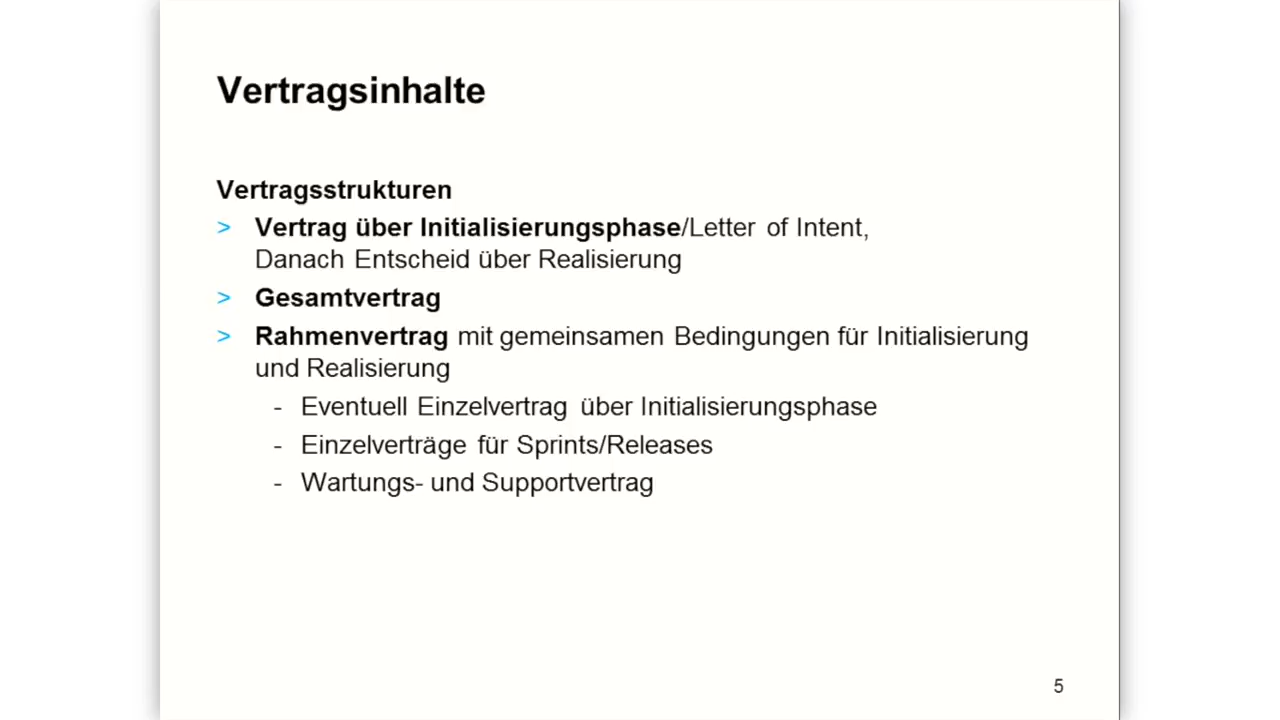 Vertragsinhalte
Vertragsstrukturen
> Vertrag über Initialisierungsphase/Letter of Intent,
Danach Entscheid über Realisierung
> Gesamtvertrag
> Rahmenvertrag mit gemeinsamen Bedingungen für Initialisierung
und Realisierung
- Eventuell Einzelvertrag über Initialisierungsphase
- Einzelverträge für Sprints/Releases
- Wartungs- und Supportvertrag
5